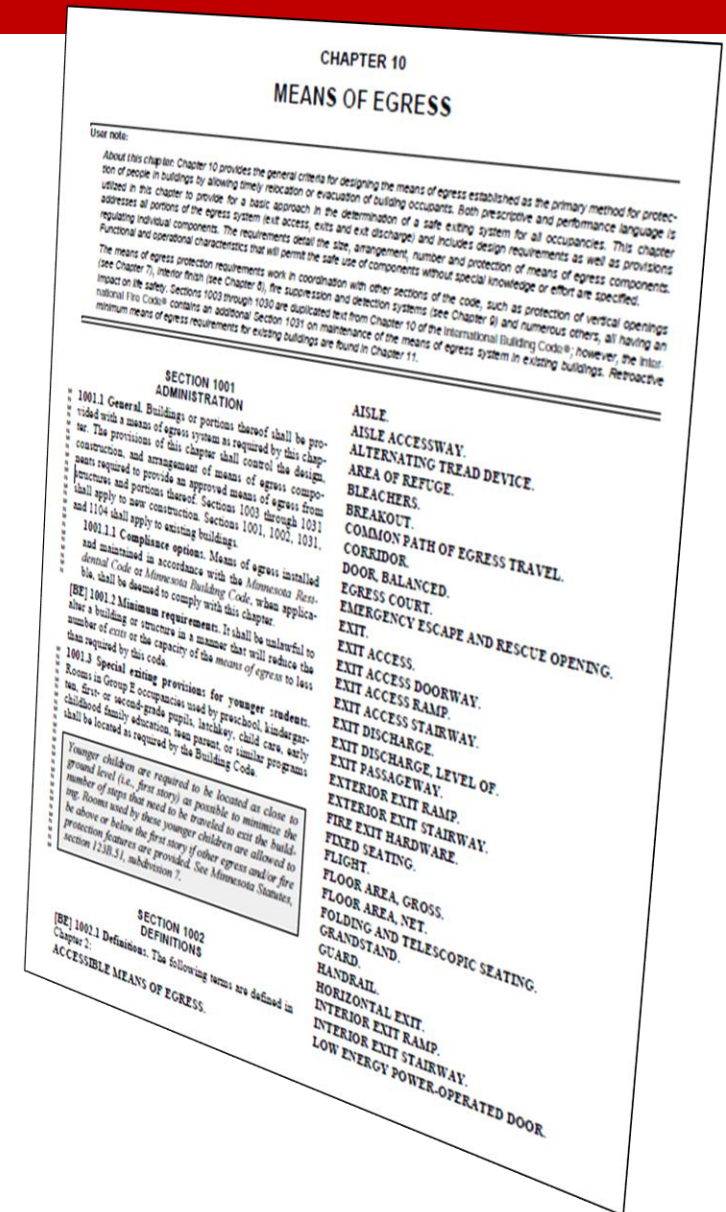 CHAPTER 10
MEANS OF EGRESS
User note:
About this chapter: Chapter 10 provides the general criteria for designing the means of egress established as the primary method for protec-
tion of people in buildings by allowing timely relocation or evacuation of building occupants. Both prescriptive and performance language is
utilized in this chapter to provide for a basic approach in the determination of a safe exiting system for all occupancies. This chapter
addresses all portions of the egress system (exit access, exits and exit discharge) and includes design requirements as well as provisions
regulating individual components. The requirements detail the size, arrangement, number and protection of means of egress components.
Functional and operational characteristics that will permit the safe use of components without special knowledge or effort are specified.
The means of egress protection requirements work in coordination with other sections of the code, such as protection of vertical openings
(see Chapter 7), interior finish (see Chapter 8), fire suppression and detection systems (see Chapter 9) and numerous others, all having an
impact on life safety. Sections 1003 through 1030 are duplicated text from Chapter 10 of the International Building Code®; however, the Inter-
national Fire Code® contains an additional Section 1031 on maintenance of the means of egress system in existing buildings. Retroactive
minimum means of egress requirements for existing buildings are found in Chapter 11.
SECTION 1001
ADMINISTRATION
1001.1 General. Buildings or portions thereof shall be pro-
vided with a means of egress system as required by this chap-
ter. The provisions of this chapter shall control the design,
construction, and arrangement of means of egress compo-
nents required to provide an approved means of egress from
structures and portions thereof. Sections 1003 through 1031
shall apply to new construction. Sections 1001, 1002, 1031,
and 1104 shall apply to existing buildings.
1001.1.1 Compliance options. Means of egress installed
and maintained in accordance with the Minnesota Resi-
dential Code or Minnesota Building Code, when applica-
ble, shall be deemed to comply with this chapter.
[BE] 1001.2 Minimum requirements. It shall be unlawful to
alter a building or structure in a manner that will reduce the
number of exits or the capacity of the means of egress to less
than required by this code.
1001.3 Special exiting provisions for younger students.
Rooms in Group E occupancies used by preschool, kindergar-
ten, first- or second-grade pupils, latchkey, child care, early
childhood family education, teen parent, or similar programs
shall be located as required by the Building Code.
Younger children are required to be located as close to
ground level (i.e., first story) as possible to minimize the
number of steps that need to be traveled to exit the build-
ing. Rooms used by these younger children are allowed to
be above or below the first story if other egress and/or fire
protection features are provided. See Minnesota Statutes,
section 123B.51, subdivision 7.
SECTION 1002
DEFINITIONS
[BE] 1002.1 Definitions. The following terms are defined in
Chapter 2:
ACCESSIBLE MEANS OF EGRESS.
AISLE.
AISLE ACCESSWAY.
ALTERNATING TREAD DEVICE.
AREA OF REFUGE.
BLEACHERS.
BREAKOUT.
COMMON PATH OF EGRESS TRAVEL.
CORRIDOR.
DOOR, BALANCED.
EGRESS COURT.
EMERGENCY ESCAPE AND RESCUE OPENING.
EXIT.
EXIT ACCESS.
EXIT ACCESS DOORWAY.
EXIT ACCESS RAMP.
EXIT ACCESS STAIRWAY.
EXIT DISCHARGE.
EXIT DISCHARGE, LEVEL OF.
EXIT PASSAGEWAY.
EXTERIOR EXIT RAMP.
EXTERIOR EXIT STAIRWAY.
FIRE EXIT HARDWARE.
FIXED SEATING.
FLIGHT.
FLOOR AREA, GROSS.
FLOOR AREA, NET.
FOLDING AND TELESCOPIC SEATING.
GRANDSTAND.
GUARD.
HANDRAIL.
HORIZONTAL EXIT.
INTERIOR EXIT RAMP.
INTERIOR EXIT STAIRWAY.
LOW ENERGY POWER-OPERATED DOOR.